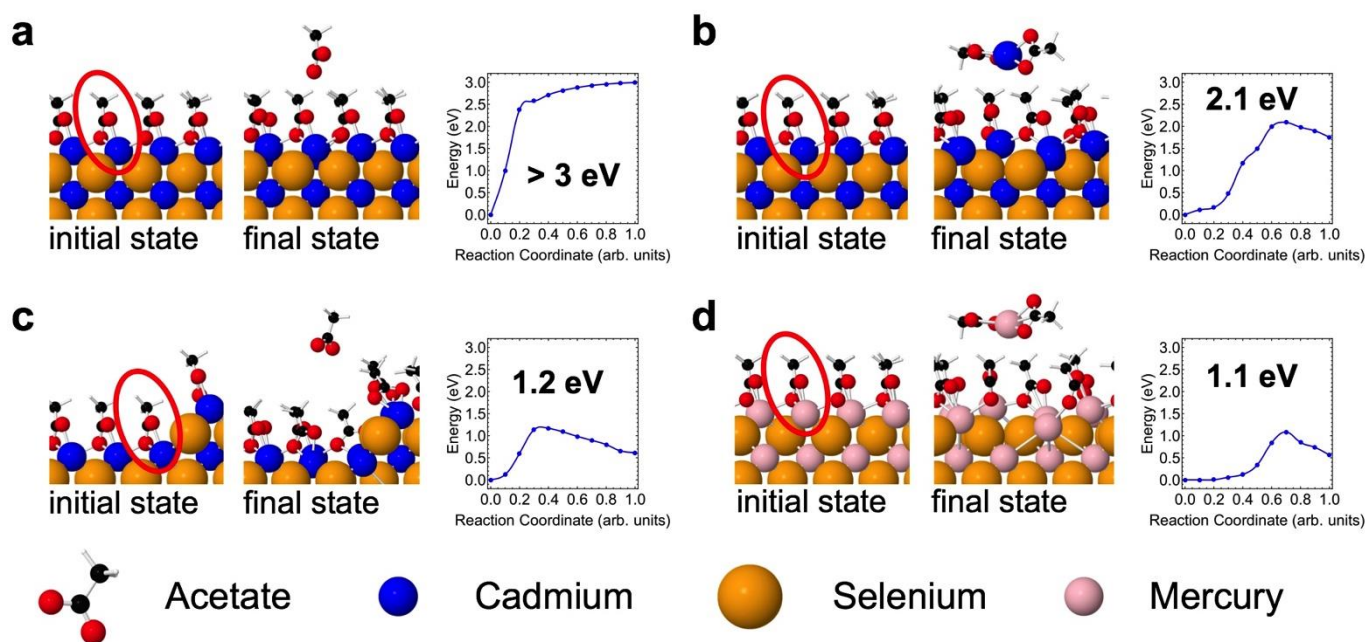 a
initial state
final state
Energy (eV)
3.0
2.5
2.0
1.5
1.0
0.5
0.0
> 3 eV
0.0 0.2 0.4 0.6 0.8 1.0
Reaction Coordinate (arb. units)
b
initial state
final state
Energy (eV)
3.0
2.5
2.0
1.5
1.0
0.5
0.0
2.1 eV
0.0 0.2 0.4 0.6 0.8 1.0
Reaction Coordinate (arb. units)
c
initial state
final state
Energy (eV)
3.0
2.5
2.0
1.5
1.0
0.5
0.0
1.2 eV
0.0 0.2 0.4 0.6 0.8 1.0
Reaction Coordinate (arb. units)
d
initial state
final state
Energy (eV)
3.0
2.5
2.0
1.5
1.0
0.5
0.0
1.1 eV
0.0 0.2 0.4 0.6 0.8 1.0
Reaction Coordinate (arb. units)
Acetate
Cadmium
Selenium
Mercury